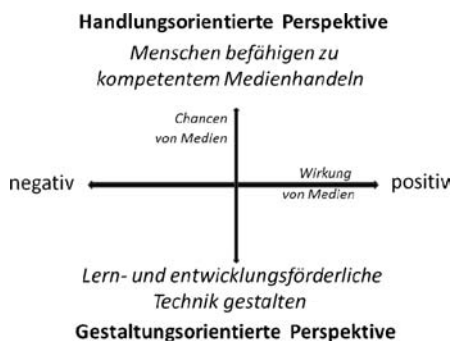 Handlungsorientierte Perspektive
Menschen befähigen zu
kompetentem Medienhandeln
Chancen
von Medien
negativ
Wirkung
von Medien
positiv
Lern- und entwicklungsförderliche
Technik gestalten
Gestaltungsorientierte Perspektive